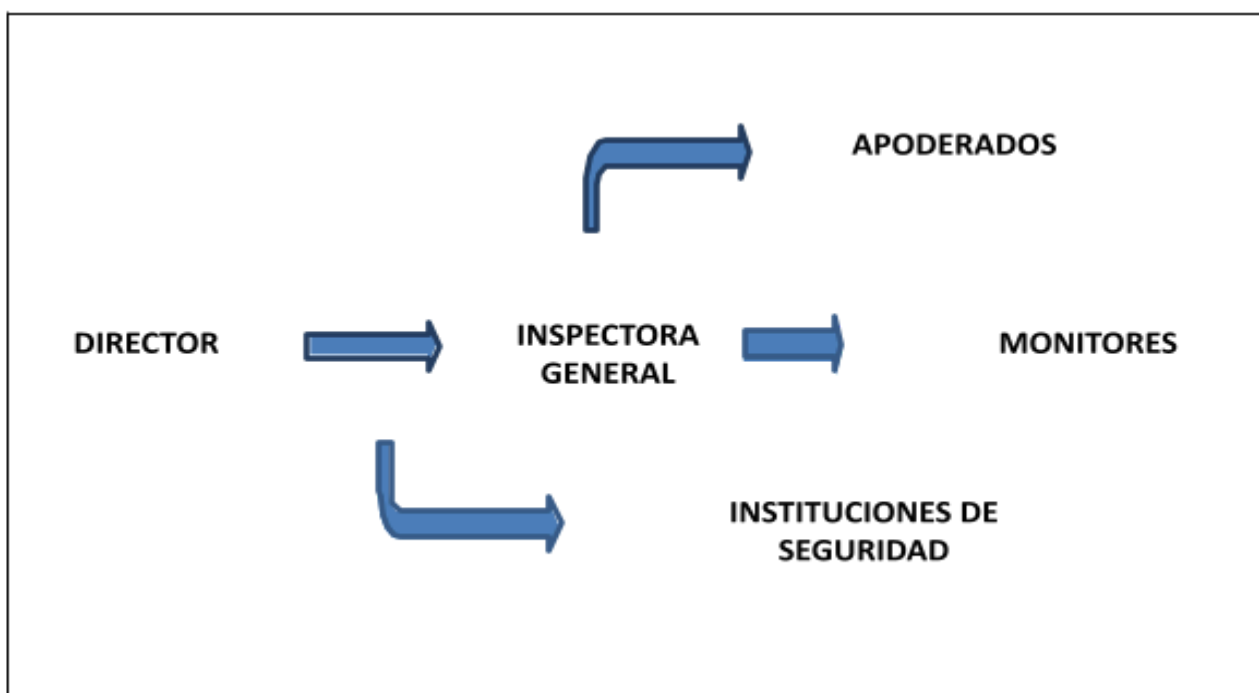 APODERADOS
DIRECTOR
INSPECTORA
GENERAL
MONITORES
INSTITUCIONES DE
SEGURIDAD